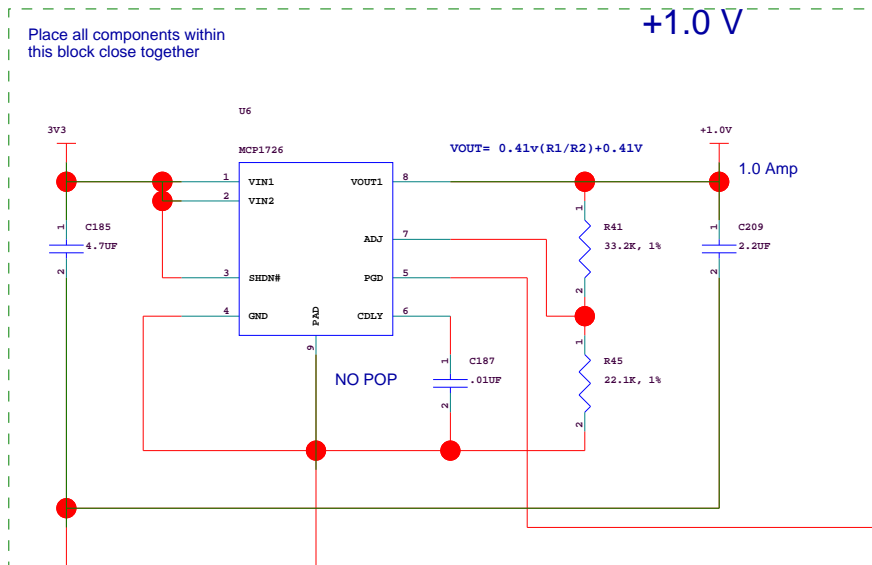 +1.0 V
Place all components within
this block close together
U6
3V3
+1.0V
MCP1726
VOUT= 0.41v(R1/R2)+0.41V
1.0 Amp
1
VIN1
VOUT1
8
2
VIN2
1
C185
4.7UF
2
1
R41
33.2K, 1%
2
1
C209
2.2UF
2
ADJ
7
3
SHDN#
PGD
5
4
GND
PAD
9
CDLY
6
NO POP
1
C187
.01UF
2
1
R45
22.1K, 1%
2